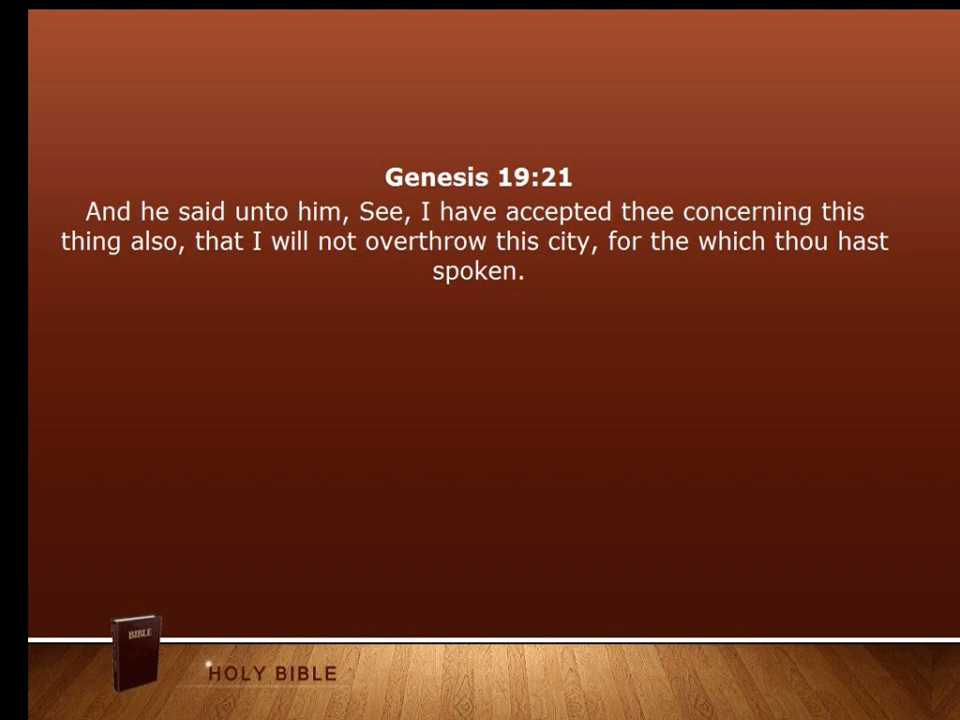 Genesis 19:21
And he said unto him, See, I have accepted thee concerning this
thing also, that I will not overthrow this city, for the which thou hast
spoken.
BIBLE
HOLY BIBLE